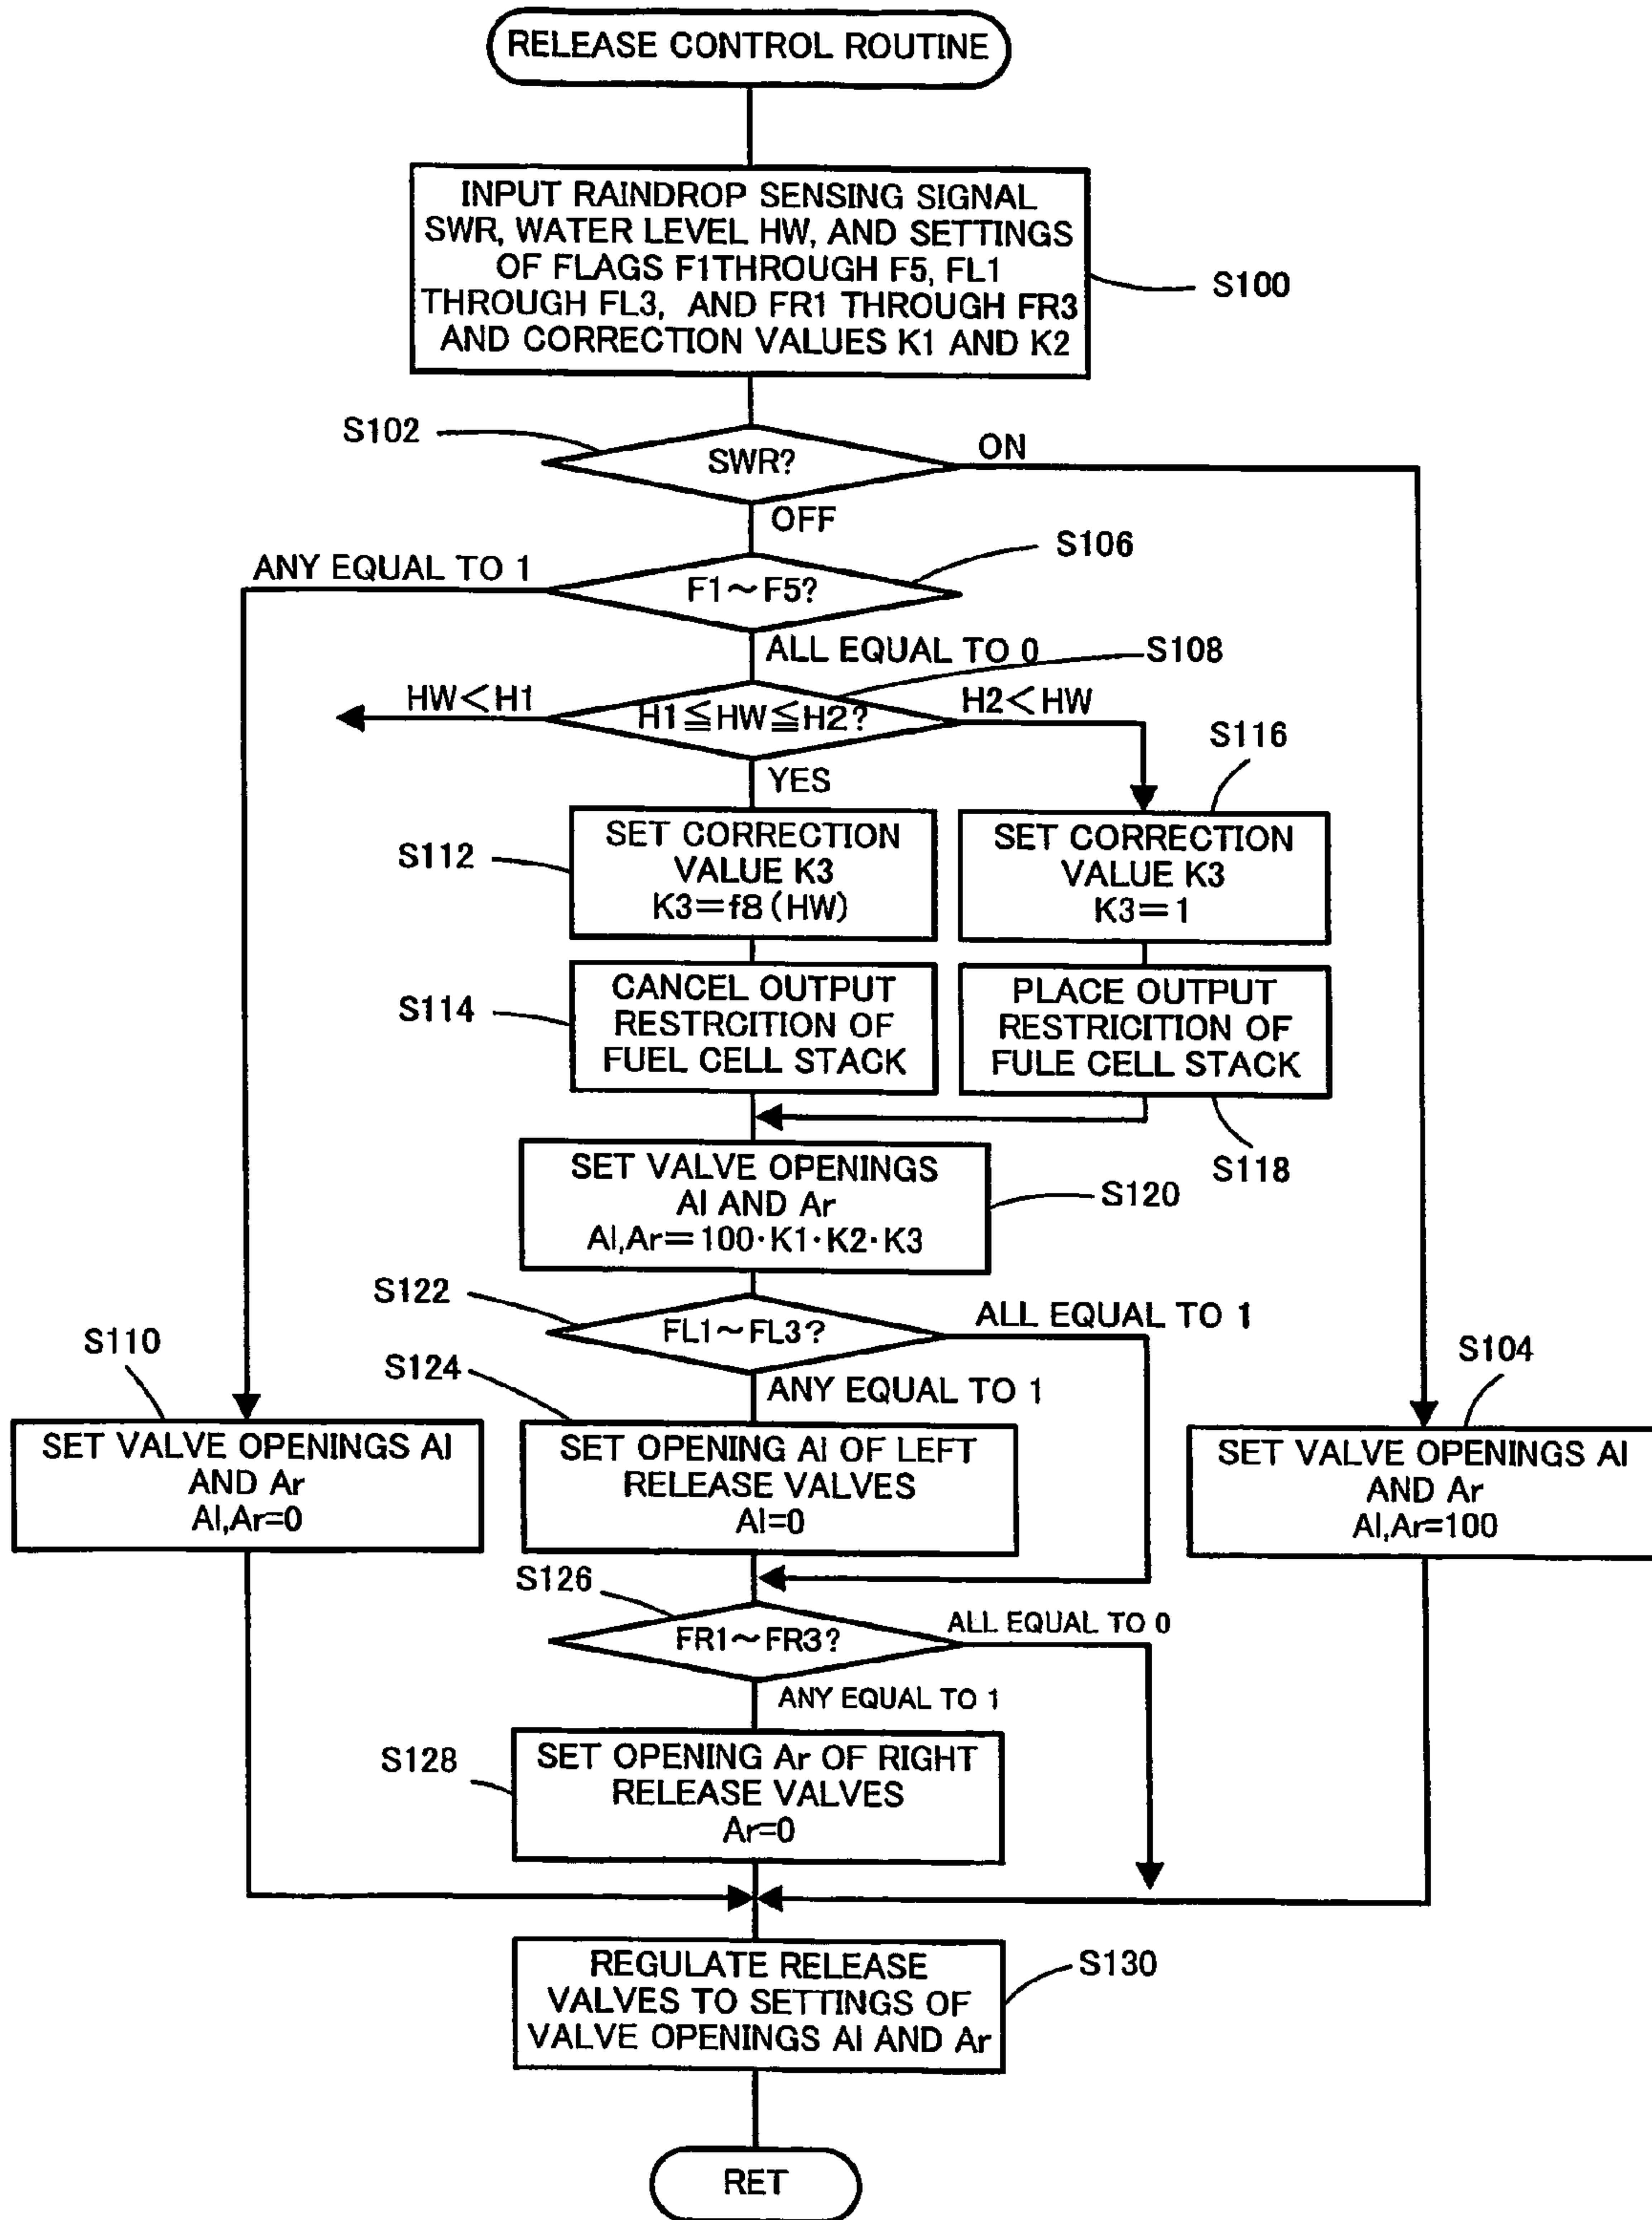 RELEASE CONTROL ROUTINE
INPUT RAINDROP SENSING SIGNAL
SWR, WATER LEVEL HW, AND SETTINGS
OF FLAGS F1THROUGH F5, FL1
THROUGH FL3, AND FR1 THROUGH FR3
AND CORRECTION VALUES K1 AND K2
S100
S102
SWR?
ON
OFF
S106
ANY EQUAL TO 1
F1~F5?
ALL EQUAL TO 0
S108
HW<H1
H1≦HW≦H2?
H2<HW
YES
S116
S112
SET CORRECTION
VALUE K3
K3=f8(HW)
SET CORRECTION
VALUE K3
K3=1
S114
CANCEL OUTPUT
RESTRCITION OF
FUEL CELL STACK
PLACE OUTPUT
RESTRICITION OF
FULE CELL STACK
S118
SET VALVE OPENINGS
Al AND Ar
Al,Ar=100·K1·K2·K3
S120
S122
FL1~FL3?
ALL EQUAL TO 1
ANY EQUAL TO 1
S110
S124
S104
SET VALVE OPENINGS Al
AND Ar
Al,Ar=0
SET OPENING Al OF LEFT
RELEASE VALVES
Al=0
SET VALVE OPENINGS Al
AND Ar
Al,Ar=100
S126
FR1~FR3?
ALL EQUAL TO 0
ANY EQUAL TO 1
S128
SET OPENING Ar OF RIGHT
RELEASE VALVES
Ar=0
REGULATE RELEASE
VALVES TO SETTINGS OF
VALVE OPENINGS Al AND Ar
S130
RET